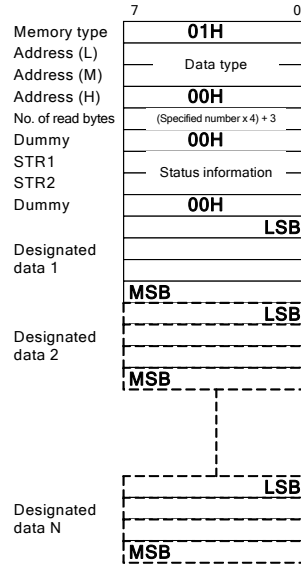 7 0
Memory type 01H
Address (L)
Data type
Address (M)
Address (H) 00H
No. of read bytes (Specified number x 4) + 3
Dummy 00H
STR1
Status information
STR2
Dummy 00H
LSB
Designated
data 1
MSB
LSB
Designated
data 2
MSB
LSB
Designated
data N
MSB